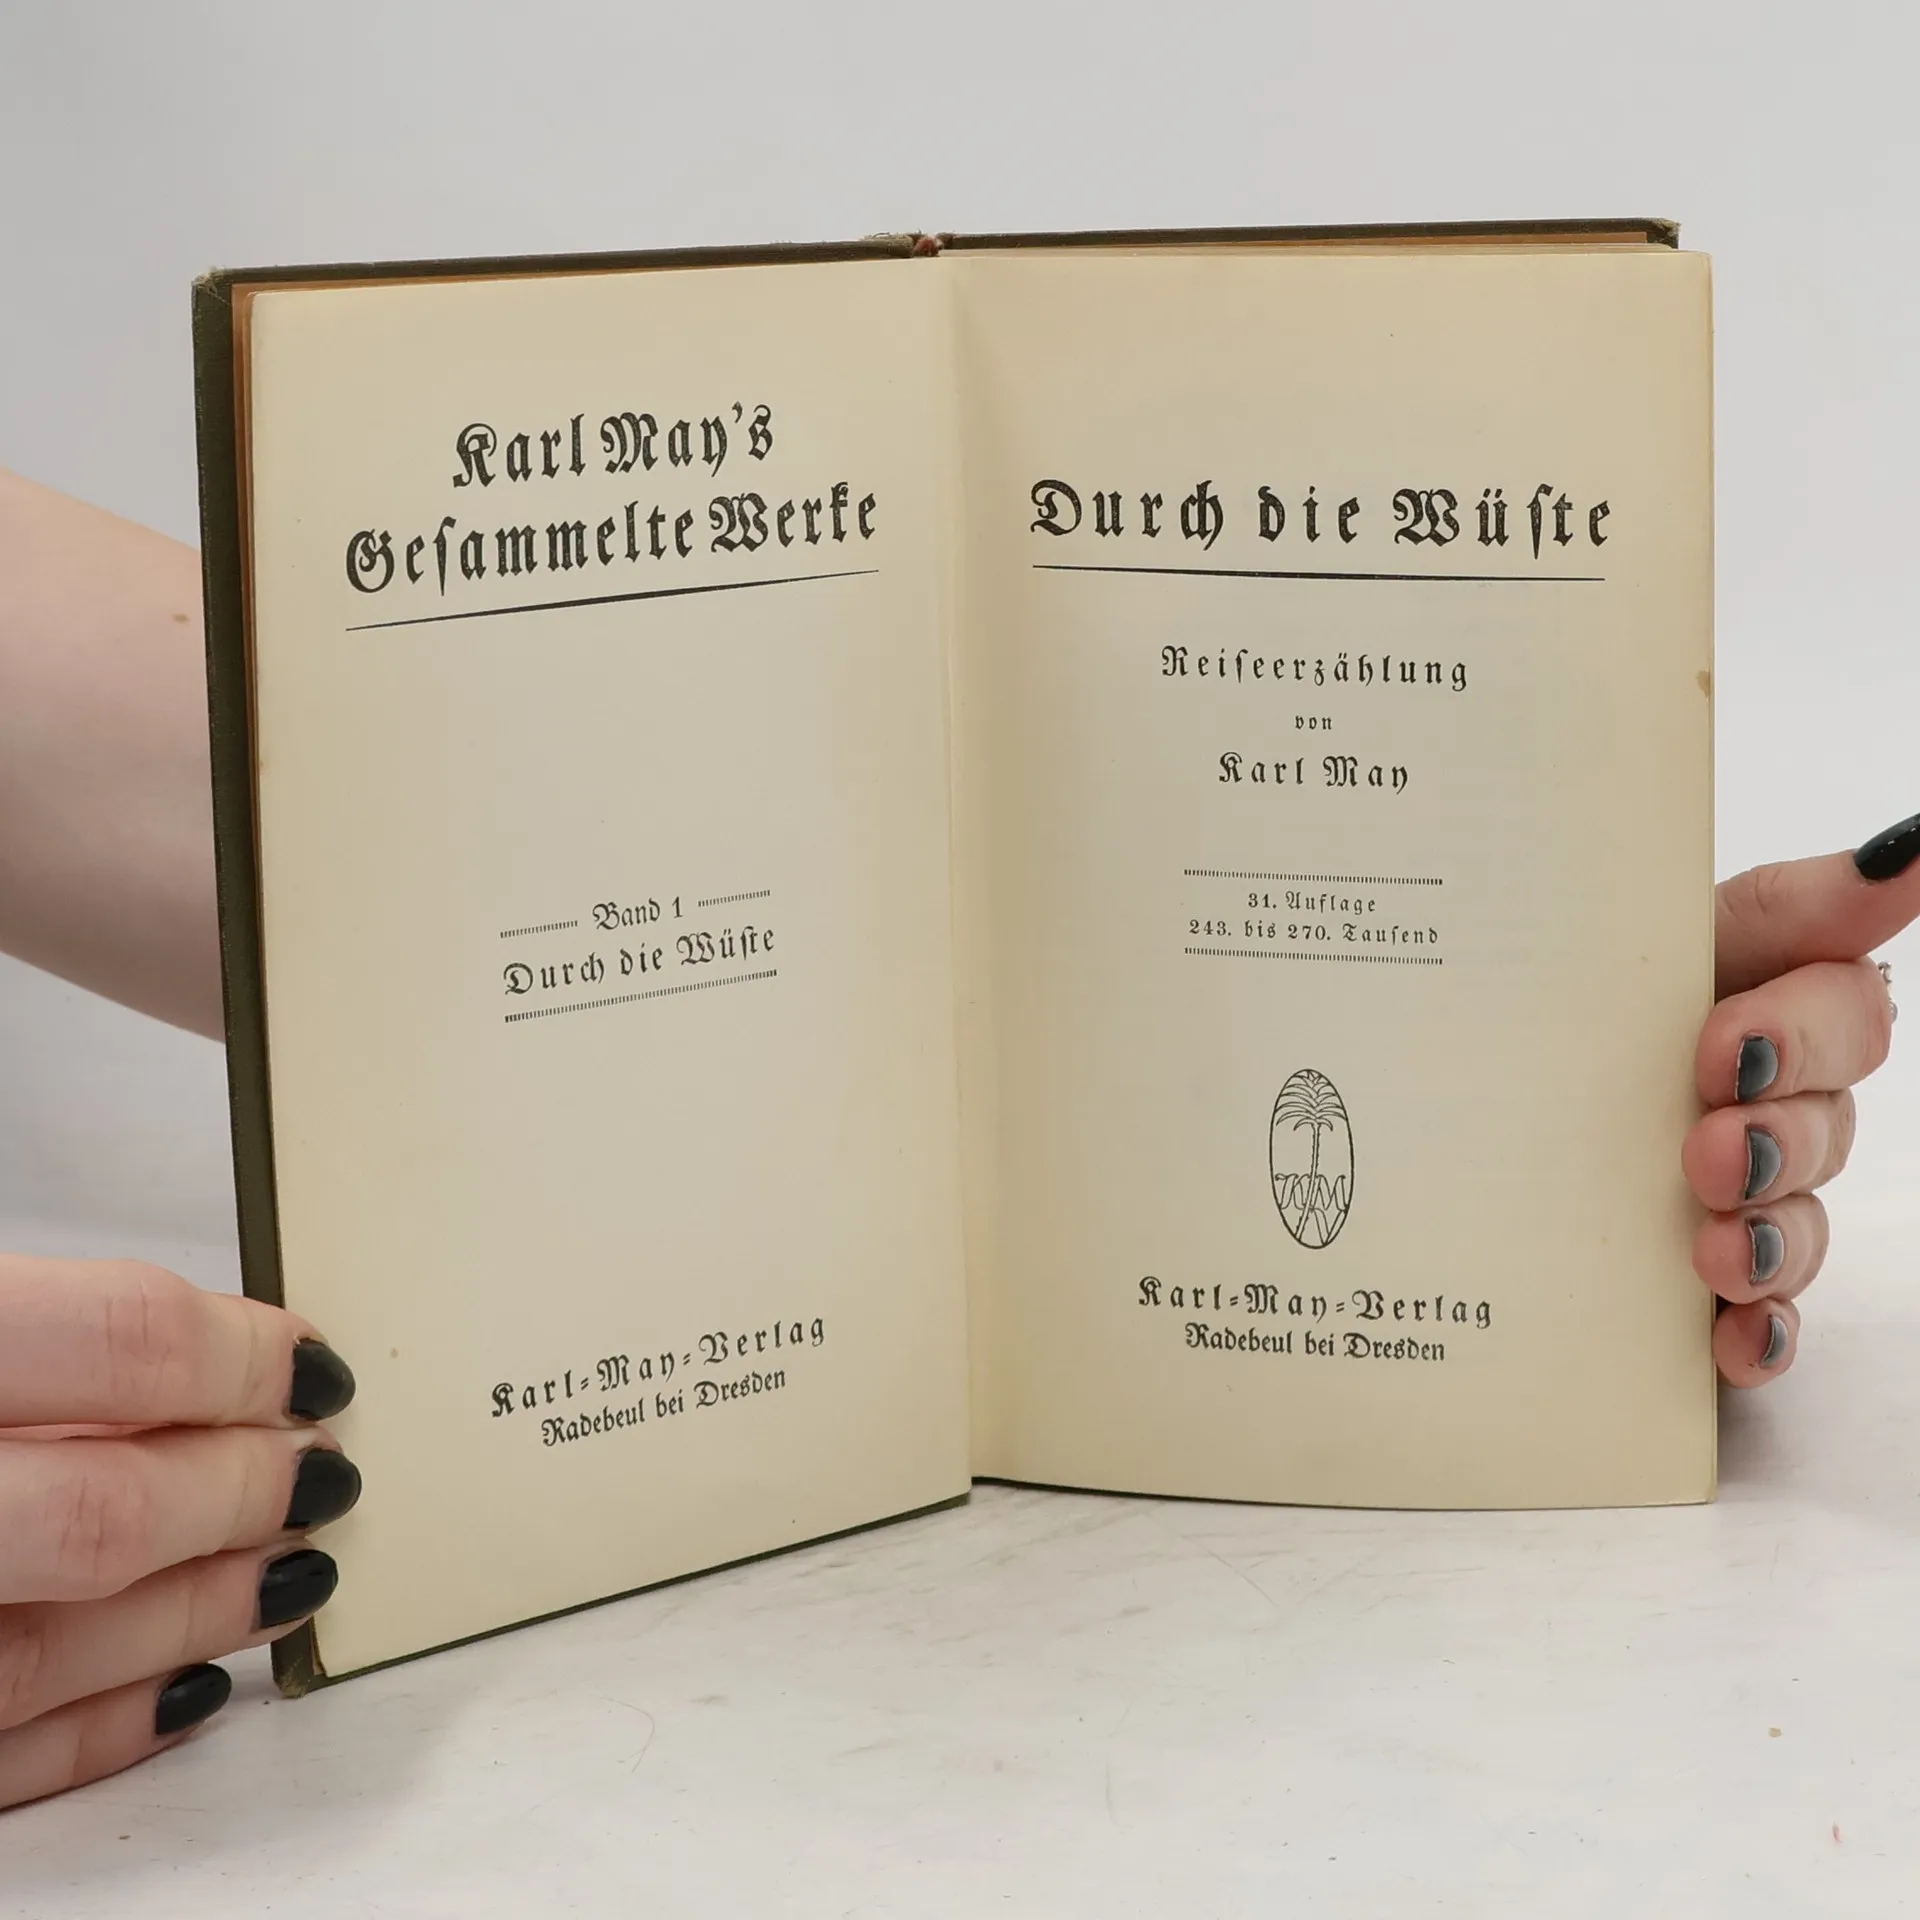 Karl May's
Geſammelte Werke
Band 1
Durch die Wüſte
Karl-May-Verlag
Radebeul bei Dresden
Durch die Wüſte
Reiſeerzählung
von
Karl May
31. Auflage
243. bis 270. Tauſend
KMV
Karl-May-Verlag
Radebeul bei Dresden